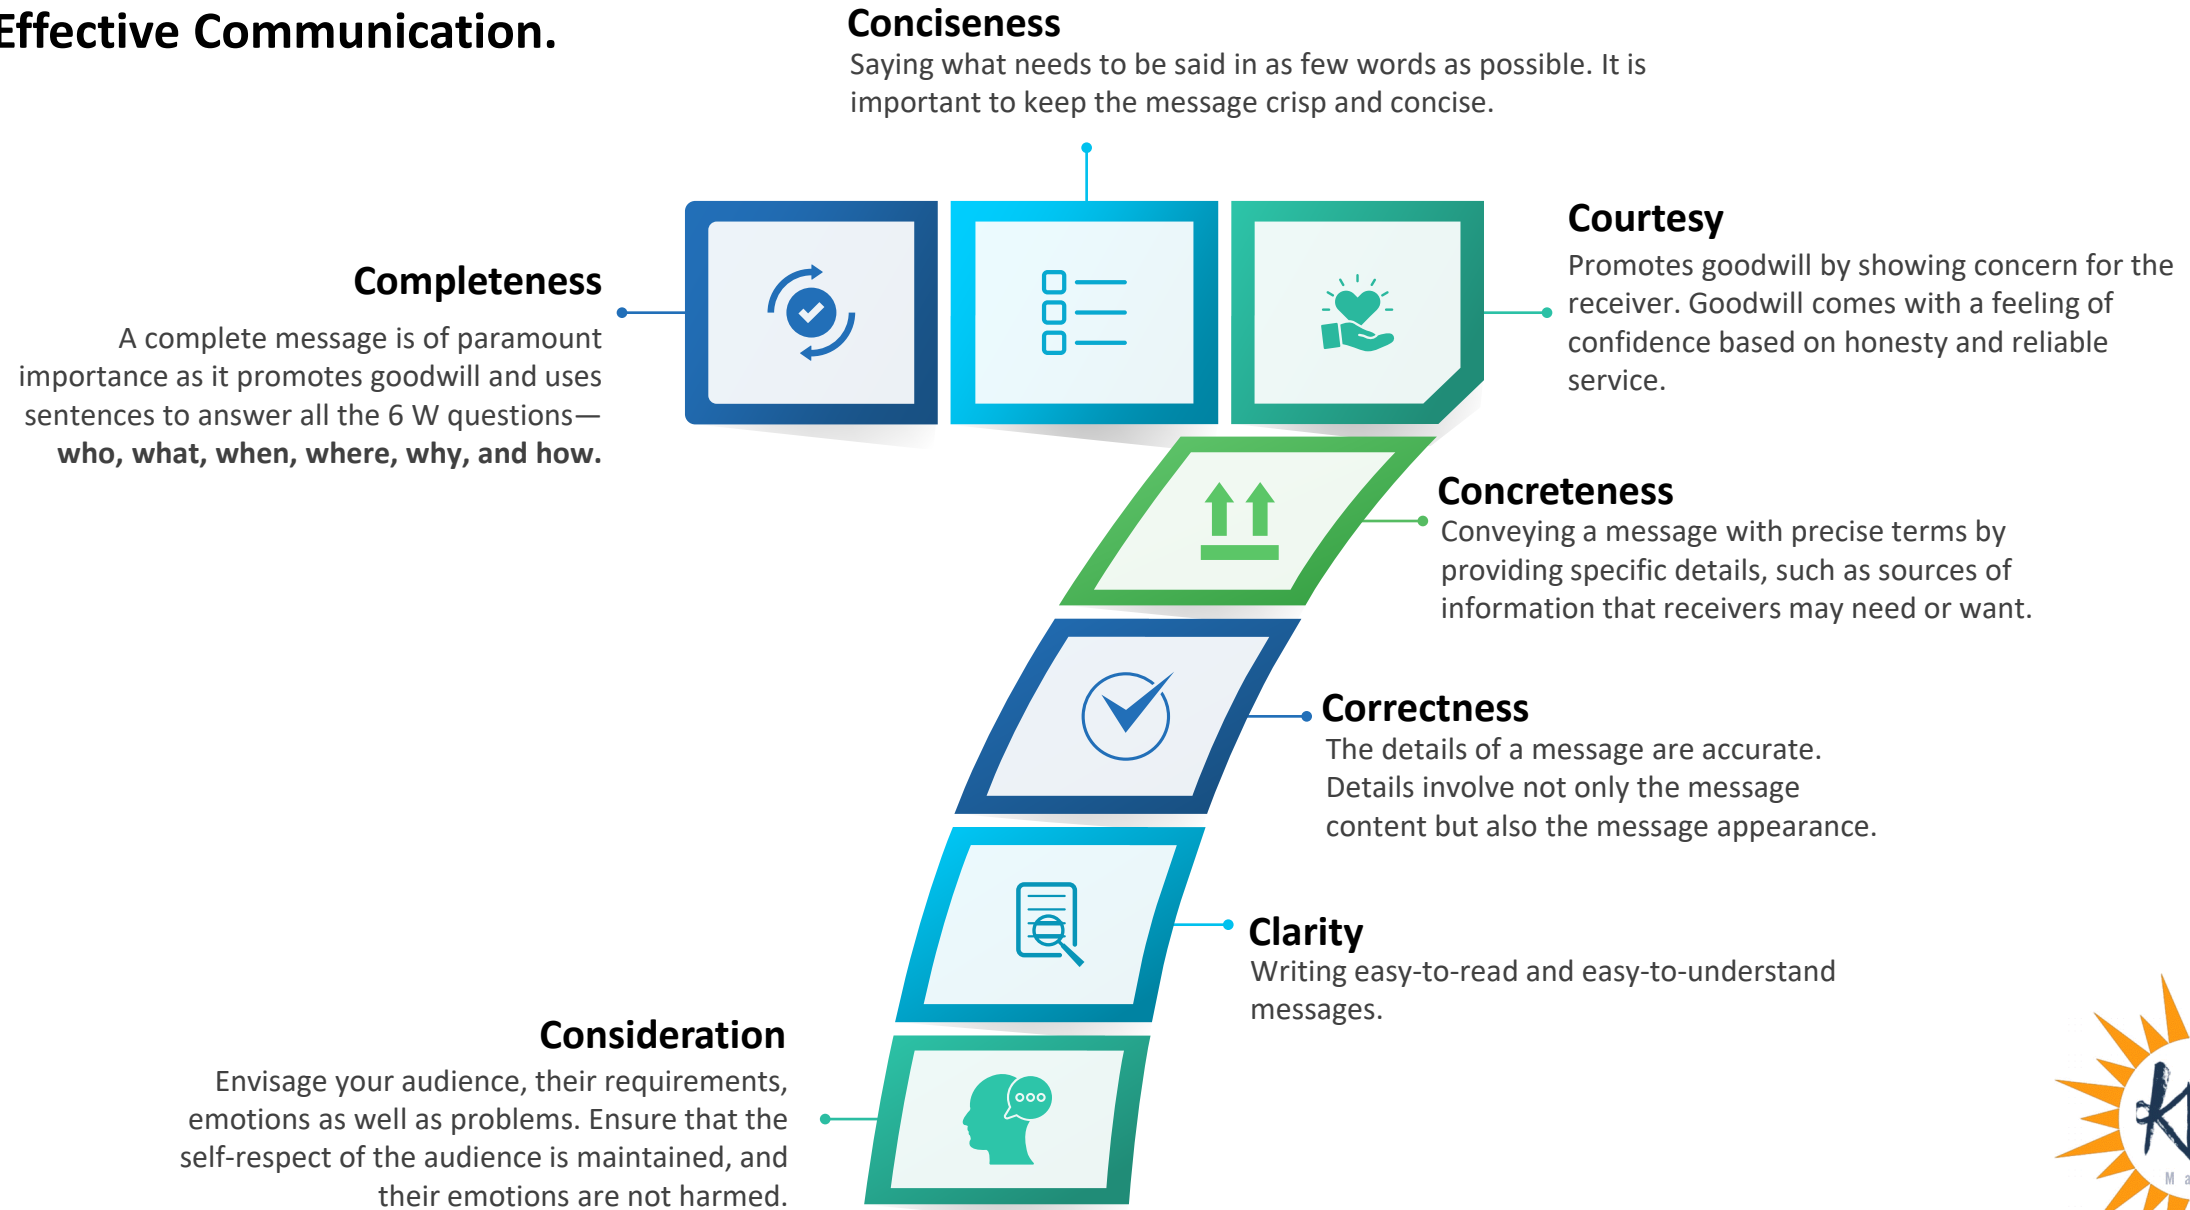 Effective Communication.
Conciseness
Saying what needs to be said in as few words as possible. It is
important to keep the message crisp and concise.
Completeness
A complete message is of paramount
importance as it promotes goodwill and uses
sentences to answer all the 6 W questions—
who, what, when, where, why, and how.
Courtesy
Promotes goodwill by showing concern for the
receiver. Goodwill comes with a feeling of
confidence based on honesty and reliable
service.
Concreteness
Conveying a message with precise terms by
providing specific details, such as sources of
information that receivers may need or want.
Correctness
The details of a message are accurate.
Details involve not only the message
content but also the message appearance.
Clarity
Writing easy-to-read and easy-to-understand
messages.
Consideration
Envisage your audience, their requirements,
emotions as well as problems. Ensure that the
self-respect of the audience is maintained, and
their emotions are not harmed.